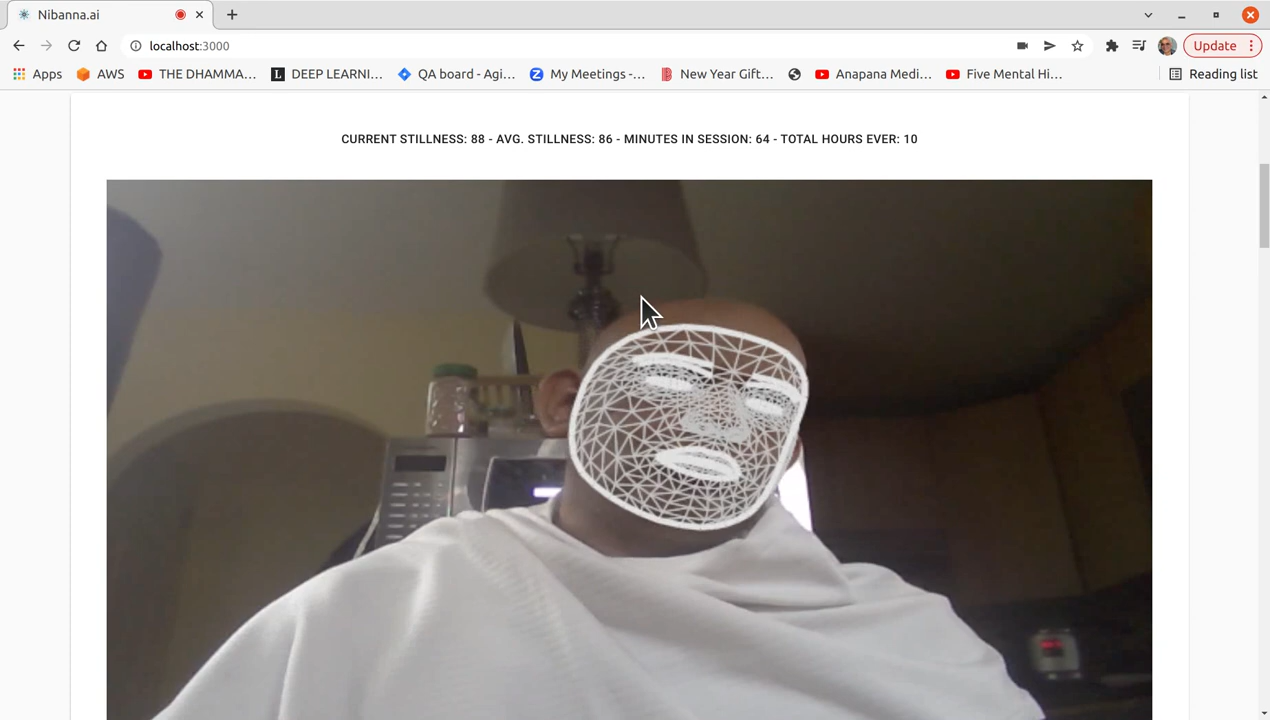 Nibanna.ai
localhost:3000
Update
Apps
AWS
THE DHAMMA...
L
DEEP LEARNI...
QA board - Agi...
Z
My Meetings -...
B
New Year Gift...
Anapana Medi...
Five Mental Hi...
Reading list
CURRENT STILLNESS: 88 - AVG. STILLNESS: 86 - MINUTES IN SESSION: 64 - TOTAL HOURS EVER: 10